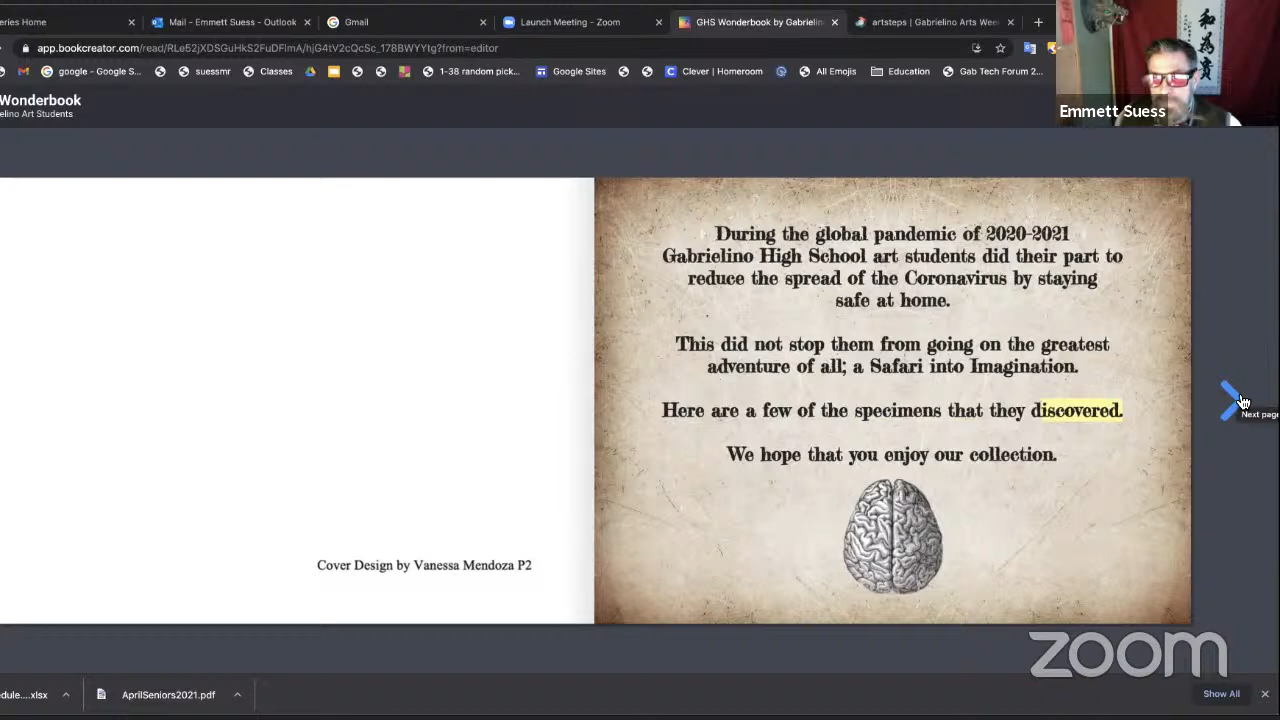 eries Home
Mail - Emmett Suess - Outlook
Gmail
Launch Meeting - Zoom
GHS Wonderbook by Gabrielin
artsteps | Gabrielino Arts Wee
app.bookcreator.com/read/RLe52jXDSGuHkS2FuDFlmA/hjG4tV2cQcSc_178BWYYtg?from=editor
google - Google S...
suessmr
Classes
1-38 random pick...
Google Sites
Clever | Homeroom
All Emojis
Education
Gab Tech Forum 2...
和為貴
Emmett Suess
Wonderbook
elino Art Students
During the global pandemic of 2020-2021
Gabrielino High School art students did their part to
reduce the spread of the Coronavirus by staying
safe at home.
This did not stop them from going on the greatest
adventure of all; a Safari into Imagination.
Here are a few of the specimens that they discovered.
We hope that you enjoy our collection.
Next page
Cover Design by Vanessa Mendoza P2
zoom
edule....xlsx
AprilSeniors2021.pdf
Show All